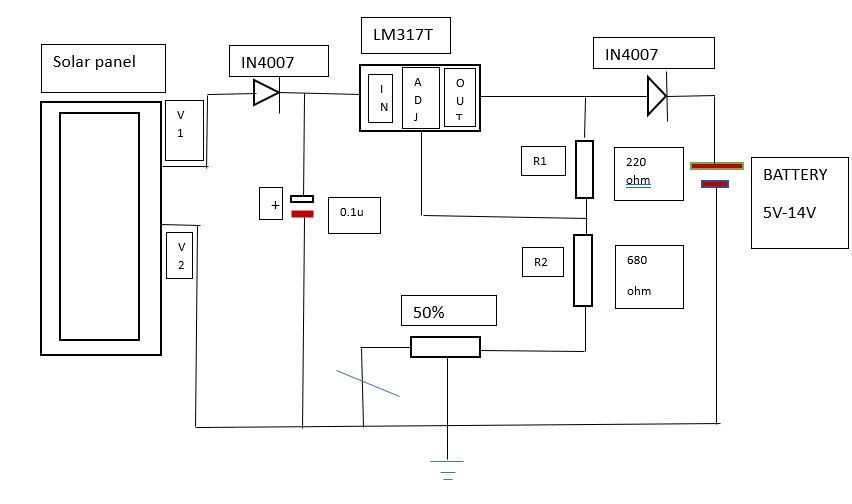 LM317T
Solar panel
IN4007
IN4007
V
1
I
N
A
D
J
O
U
T
R1
220
ohm
BATTERY
5V-14V
+
0.1u
V
2
R2
680
ohm
50%